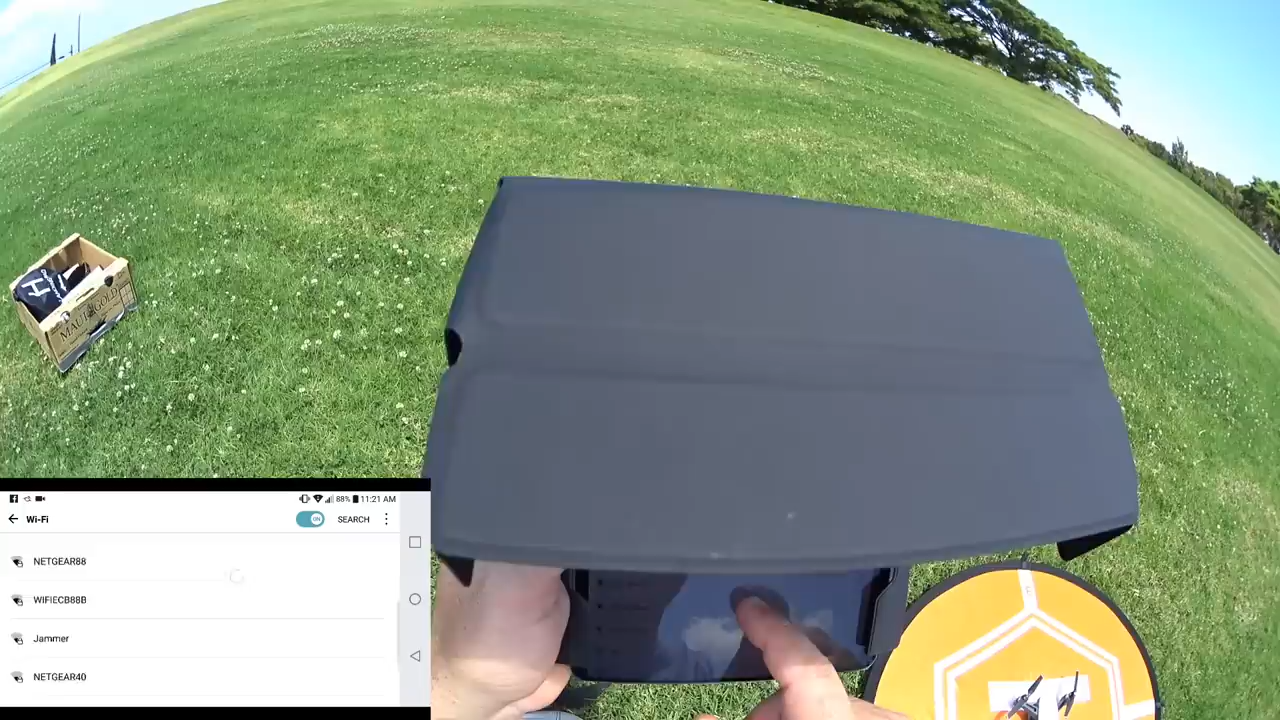 MAUI GOLD
H
88% 11:21 AM
Wi-Fi
ON
SEARCH
NETGEAR88
WIFIECB88B
Jammer
NETGEAR40